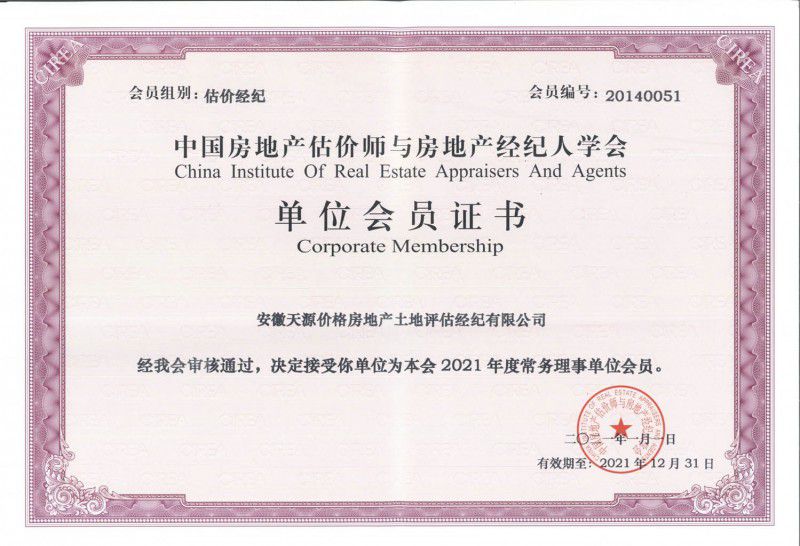 CIREA
CIREA
会员组别：估价经纪
会员编号：20140051
中国房地产估价师与房地产经纪人学会
China Institute Of Real Estate Appraisers And Agents
单位会员证书
Corporate Membership
安徽天源价格房地产土地评估经纪有限公司
经我会审核通过，决定接受你单位为本会 2021 年度常务理事单位会员。
二〇二一年一月一日
有效期至：2021 年 12 月 31 日